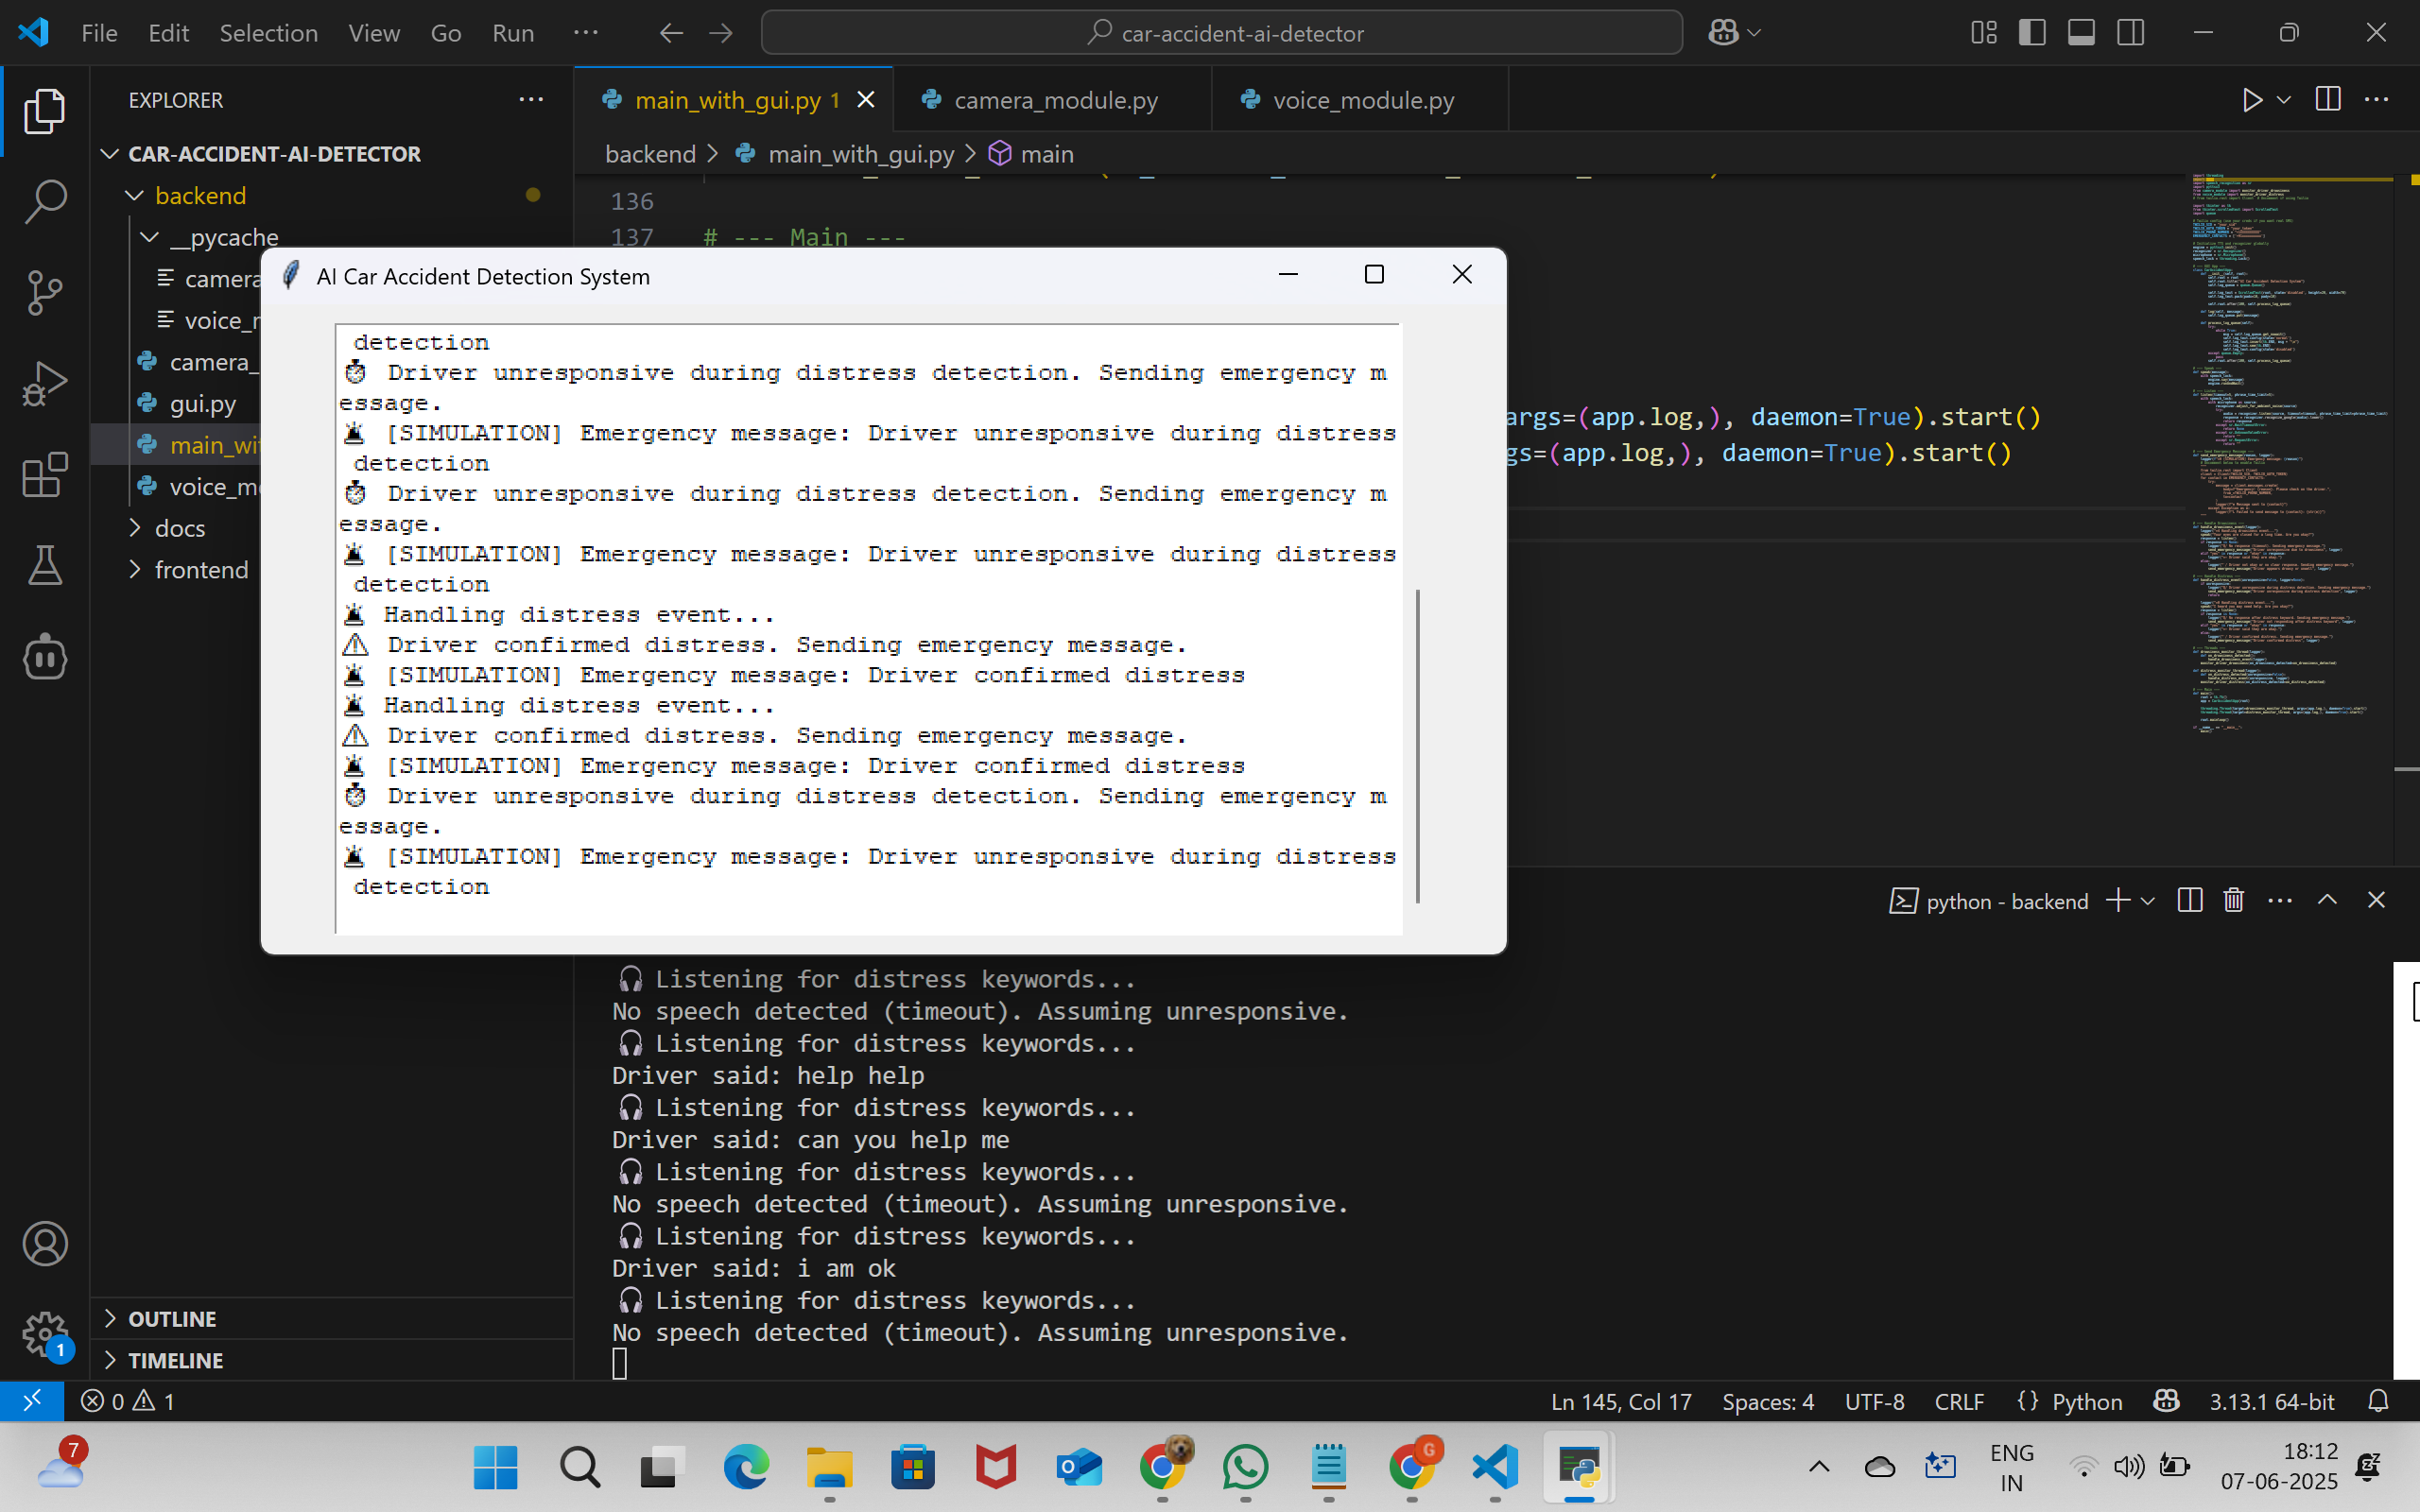 File Edit Selection View Go Run ···
car-accident-ai-detector
EXPLORER
main_with_gui.py 1
camera_module.py
voice_module.py
CAR-ACCIDENT-AI-DETECTOR
backend > main_with_gui.py > main
backend
__pycache
camera
voice_r
camera_
gui.py
main_wi
voice_m
docs
frontend
136
137 # --- Main ---
args=(app.log,), daemon=True).start()
gs=(app.log,), daemon=True).start()
AI Car Accident Detection System
detection
⏱ Driver unresponsive during distress detection. Sending emergency m
essage.
🚨 [SIMULATION] Emergency message: Driver unresponsive during distress
detection
⏱ Driver unresponsive during distress detection. Sending emergency m
essage.
🚨 [SIMULATION] Emergency message: Driver unresponsive during distress
detection
🚨 Handling distress event...
⚠ Driver confirmed distress. Sending emergency message.
🚨 [SIMULATION] Emergency message: Driver confirmed distress
🚨 Handling distress event...
⚠ Driver confirmed distress. Sending emergency message.
🚨 [SIMULATION] Emergency message: Driver confirmed distress
⏱ Driver unresponsive during distress detection. Sending emergency m
essage.
🚨 [SIMULATION] Emergency message: Driver unresponsive during distress
detection
python - backend
🎧 Listening for distress keywords...
No speech detected (timeout). Assuming unresponsive.
🎧 Listening for distress keywords...
Driver said: help help
🎧 Listening for distress keywords...
Driver said: can you help me
🎧 Listening for distress keywords...
No speech detected (timeout). Assuming unresponsive.
🎧 Listening for distress keywords...
Driver said: i am ok
🎧 Listening for distress keywords...
No speech detected (timeout). Assuming unresponsive.
OUTLINE
TIMELINE
1
0 1
Ln 145, Col 17 Spaces: 4 UTF-8 CRLF {} Python 3.13.1 64-bit
7
G
ENG
IN
18:12
07-06-2025